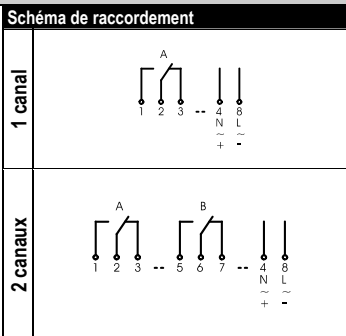 Schéma de raccordement
1 canal
A
1 2 3 -- 4 8
N L
~ ~
+ -
2 canaux
A B
1 2 3 -- 5 6 7 -- 4 8
N L
~ ~
+ -